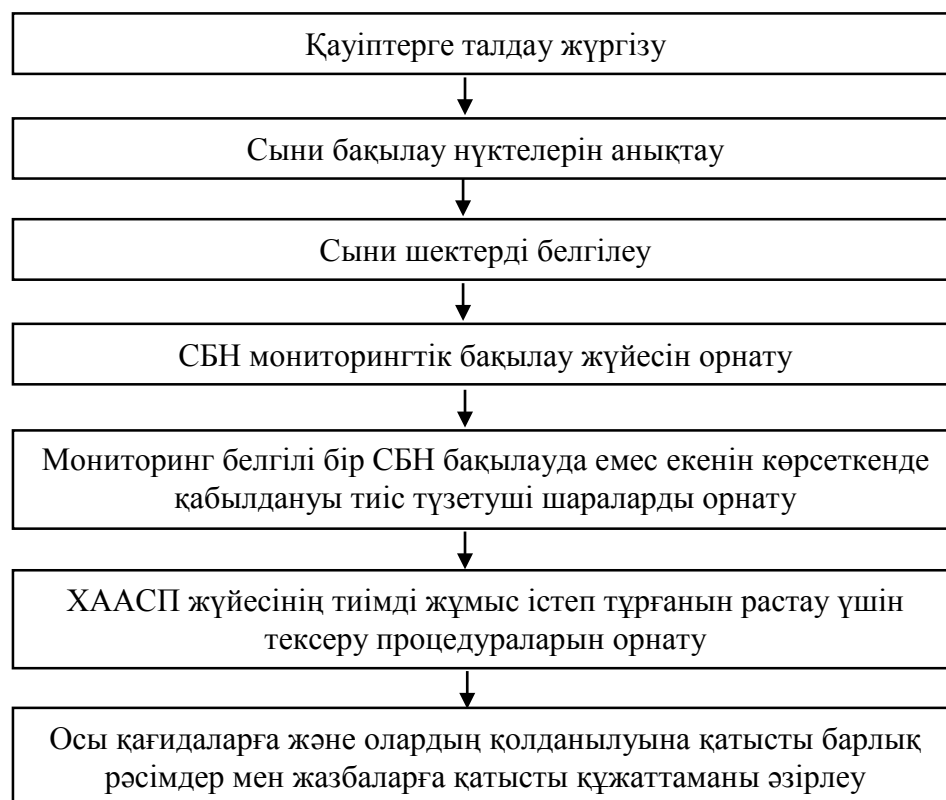 Қауіптерге талдау жүргізу
Сыни бақылау нүктелерін анықтау
Сыни шектерді белгілеу
СБН мониторингтік бақылау жүйесін орнату
Мониторинг белгілі бір СБН бақылауда емес екенін көрсеткенде
қабылдануы тиіс түзетуші шараларды орнату
ХААСП жүйесінің тиімді жұмыс істеп тұрғанын растау үшін
тексеру процедураларын орнату
Осы қағидаларға және олардың қолданылуына қатысты барлық
рәсімдер мен жазбаларға қатысты құжаттаманы әзірлеу